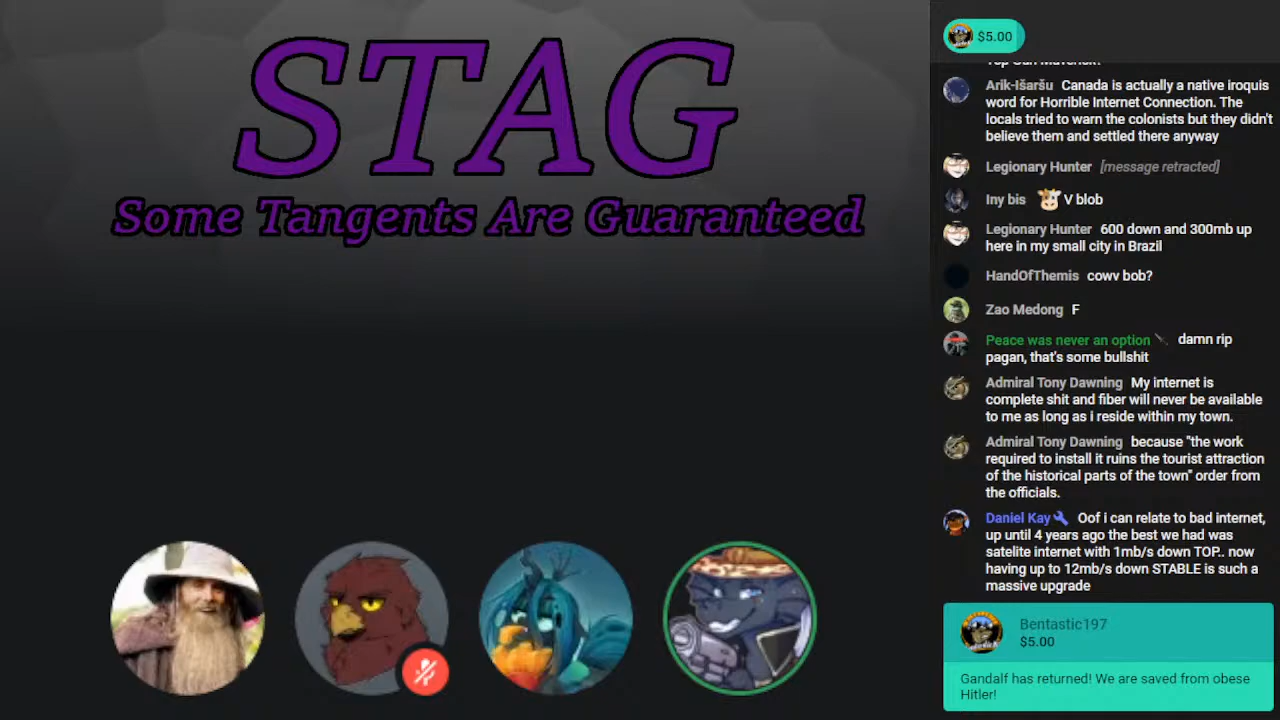 STAG
Some Tangents Are Guaranteed
$5.00
Top Gun Maverick?
Arik-Išaršu Canada is actually a native iroquis
word for Horrible Internet Connection. The
locals tried to warn the colonists but they didn't
believe them and settled there anyway
Legionary Hunter [message retracted]
Iny bis V blob
Legionary Hunter 600 down and 300mb up
here in my small city in Brazil
HandOfThemis cowv bob?
Zao Medong F
Peace was never an option damn rip
pagan, that's some bullshit
Admiral Tony Dawning My internet is
complete shit and fiber will never be available
to me as long as i reside within my town.
Admiral Tony Dawning because "the work
required to install it ruins the tourist attraction
of the historical parts of the town" order from
the officials.
Daniel Kay Oof i can relate to bad internet,
up until 4 years ago the best we had was
satelite internet with 1mb/s down TOP.. now
having up to 12mb/s down STABLE is such a
massive upgrade
Bentastic197
$5.00
Gandalf has returned! We are saved from obese
Hitler!